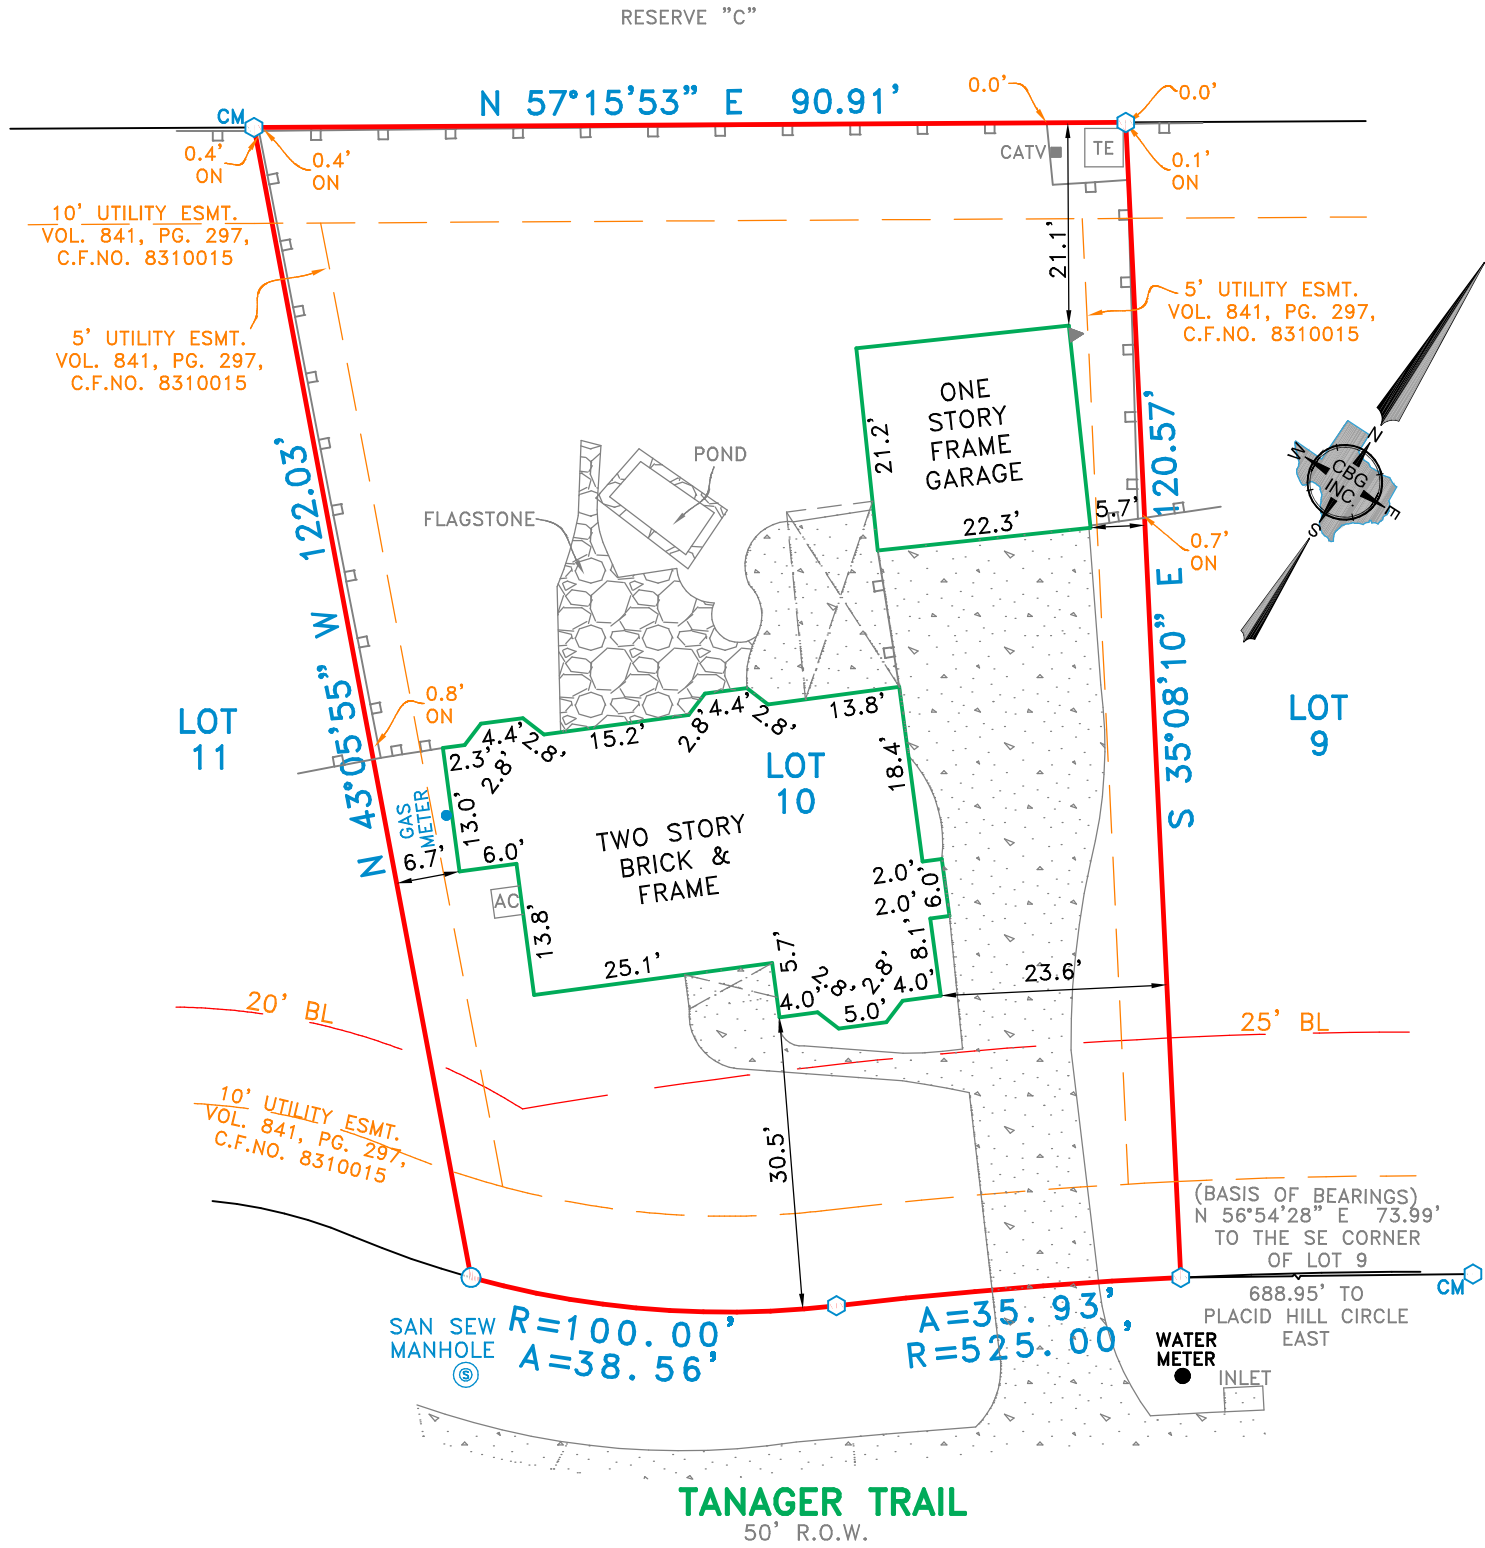 RESERVE "C"
N 57°15'53" E 90.91'
0.0'
0.0'
CM
0.4'
ON
0.4'
ON
CATV
TE
0.1'
ON
10' UTILITY ESMT.
VOL. 841, PG. 297,
C.F.NO. 8310015
5' UTILITY ESMT.
VOL. 841, PG. 297,
C.F.NO. 8310015
21.1'
5' UTILITY ESMT.
VOL. 841, PG. 297,
C.F.NO. 8310015
ONE
STORY
FRAME
GARAGE
21.2'
22.3'
5.7'
0.7'
ON
N
W
E
S
CBG
INC.
POND
FLAGSTONE
N 43°05'55" W 122.03'
S 35°08'10" E 120.57'
0.8'
ON
LOT
11
LOT
9
LOT
10
2.3'
4.4'
2.8'
2.8'
15.2'
2.8'
4.4'
2.8'
13.8'
18.4'
GAS
METER
13.0'
6.7'
6.0'
AC
13.8'
TWO STORY
BRICK &
FRAME
2.0'
2.0'
6.0'
8.1'
25.1'
5.7'
4.0'
2.8'
5.0'
2.8'
4.0'
23.6'
20' BL
25' BL
10' UTILITY ESMT.
VOL. 841, PG. 297,
C.F.NO. 8310015
30.5'
(BASIS OF BEARINGS)
N 56°54'28" E 73.99'
TO THE SE CORNER
OF LOT 9
CM
688.95' TO
PLACID HILL CIRCLE
EAST
SAN SEW
MANHOLE
S
R=100.00'
A=38.56'
A=35.93'
R=525.00'
WATER
METER
INLET
TANAGER TRAIL
50' R.O.W.